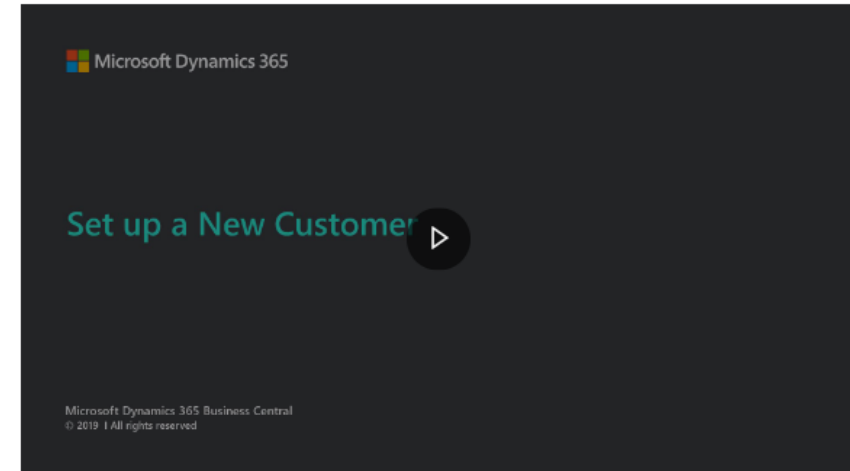 Microsoft Dynamics 365
Set up a New Customer
Microsoft Dynamics 365 Business Central
© 2019 I All rights reserved